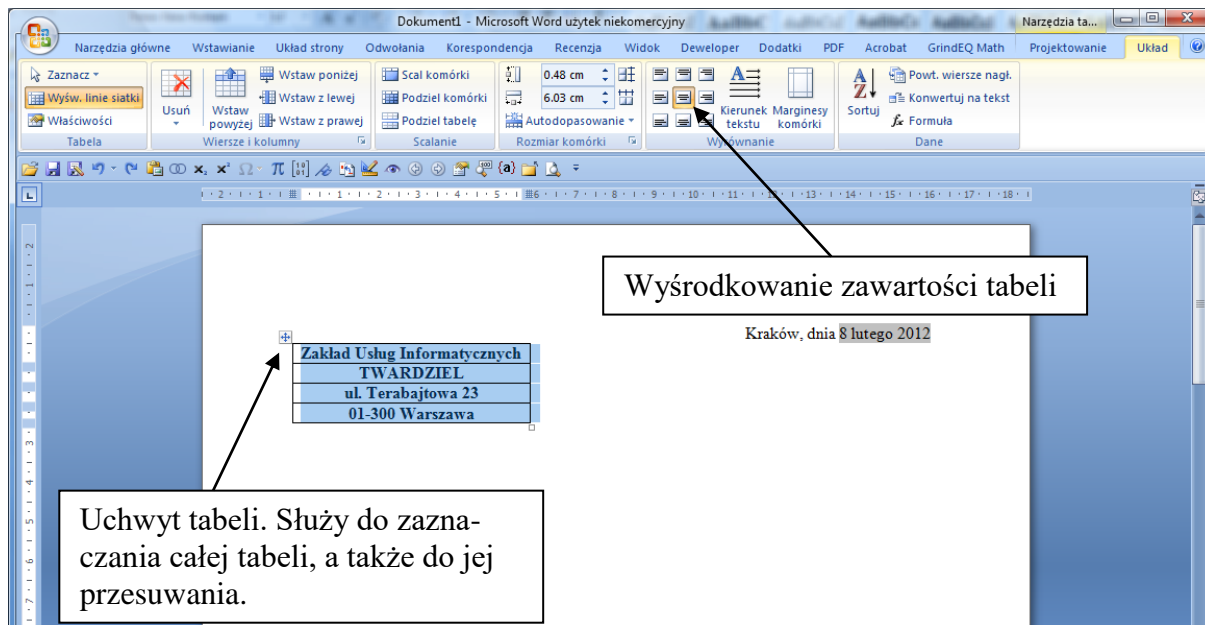 Dokument1 - Microsoft Word użytek niekomercyjny
Narzędzia ta...
Narzędzia główne Wstawianie Układ strony Odwołania Korespondencja Recenzja Widok Deweloper Dodatki PDF Acrobat GrindEQ Math Projektowanie Układ
Zaznacz
Wyśw. linie siatki
Właściwości
Tabela
Usuń
Wstaw powyżej
Wstaw poniżej
Wstaw z lewej
Wstaw z prawej
Wiersze i kolumny
Scal komórki
Podziel komórki
Podziel tabelę
Scalanie
0.48 cm
6.03 cm
Autodopasowanie
Rozmiar komórki
Kierunek tekstu
Marginesy komórki
Wyrównanie
Sortuj
Powt. wiersze nagł.
Konwertuj na tekst
Formuła
Dane
Wyśrodkowanie zawartości tabeli
Kraków, dnia 8 lutego 2012
Zakład Usług Informatycznych
TWARDZIEL
ul. Terabajtowa 23
01-300 Warszawa
Uchwyt tabeli. Służy do zazna-
czania całej tabeli, a także do jej
przesuwania.